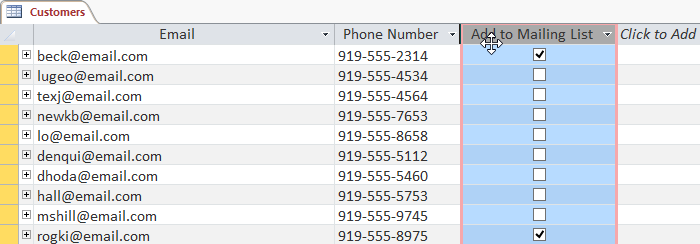 Customers
Email Phone Number Add to Mailing List Click to Add
beck@email.com 919-555-2314
lugeo@email.com 919-555-4534
texj@email.com 919-555-4564
newkb@email.com 919-555-7653
lo@email.com 919-555-8658
denqui@email.com 919-555-5112
dhoda@email.com 919-555-5460
hall@email.com 919-555-5753
mshill@email.com 919-555-9745
rogki@email.com 919-555-8975